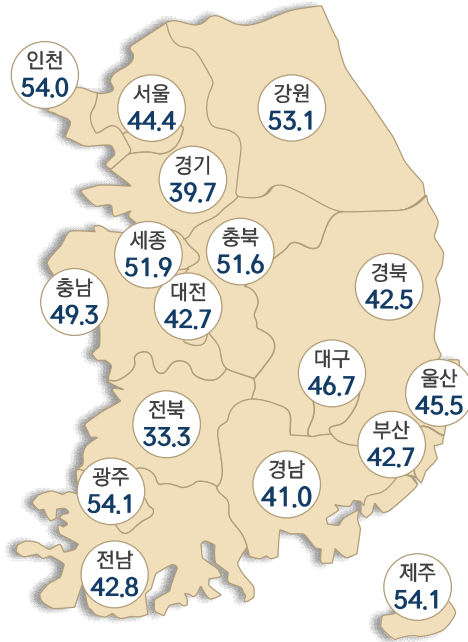 인천
54.0
서울
44.4
강원
53.1
경기
39.7
세종
51.9
충북
51.6
충남
49.3
대전
42.7
경북
42.5
대구
46.7
울산
45.5
전북
33.3
부산
42.7
광주
54.1
경남
41.0
전남
42.8
제주
54.1